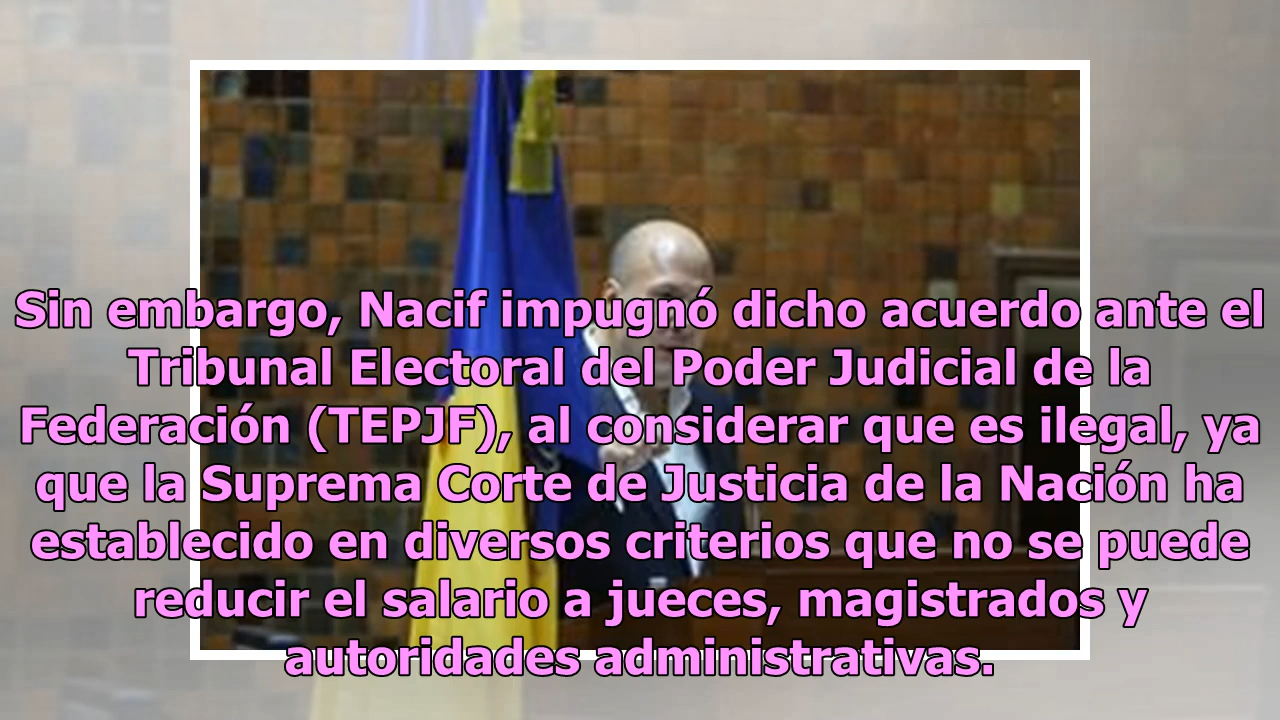 Sin embargo, Nacif impugnó dicho acuerdo ante el
Tribunal Electoral del Poder Judicial de la
Federación (TEPJF), al considerar que es ilegal, ya
que la Suprema Corte de Justicia de la Nación ha
establecido en diversos criterios que no se puede
reducir el salario a jueces, magistrados y
autoridades administrativas.